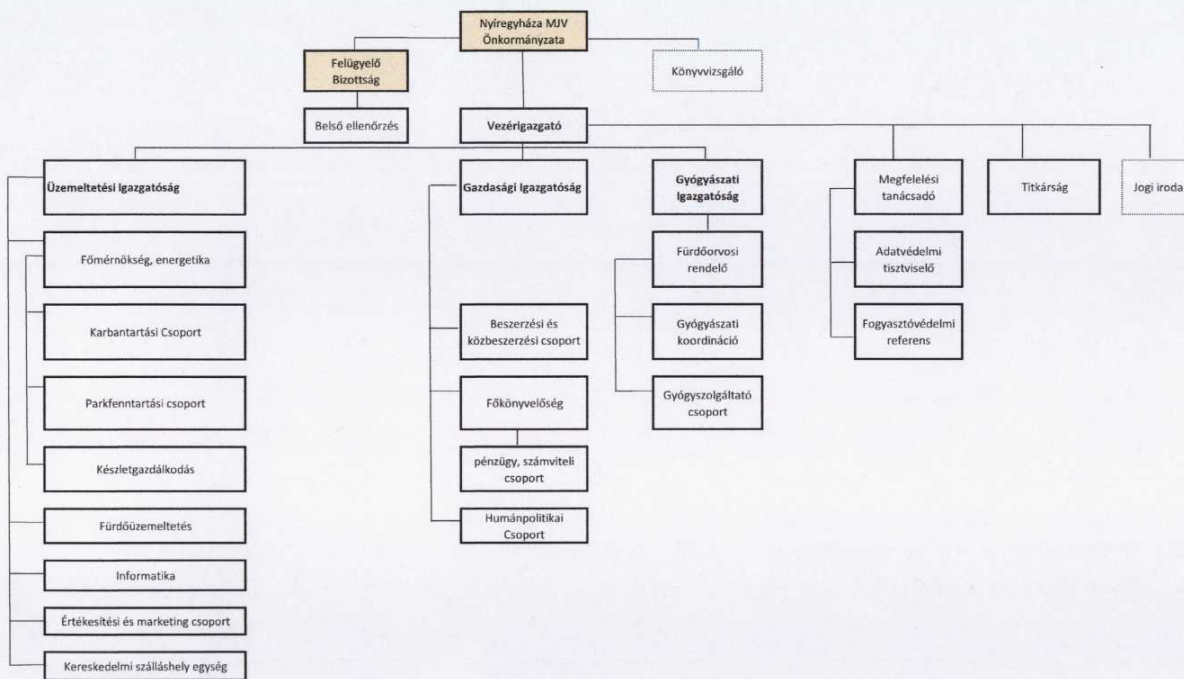 Nyíregyháza MJV
Önkormányzata
Felügyelő
Bizottság
Könyvvizsgáló
Belső ellenőrzés
Vezérigazgató
Üzemeltetési Igazgatóság
Gazdasági Igazgatóság
Gyógyászati
Igazgatóság
Megfelelési
tanácsadó
Titkárság
Jogi iroda
Főmérnökség, energetika
Fürdőorvosi
rendelő
Adatvédelmi
tisztviselő
Karbantartási Csoport
Beszerzési és
közbeszerzési csoport
Gyógyászati
koordináció
Fogyasztóvédelmi
referens
Parkfenntartási csoport
Főkönyvelőség
Gyógyszolgáltató
csoport
Készletgazdálkodás
pénzügy, számviteli
csoport
Fürdőüzemeltetés
Humánpolitikai
Csoport
Informatika
Értékesítési és marketing csoport
Kereskedelmi szálláshely egység